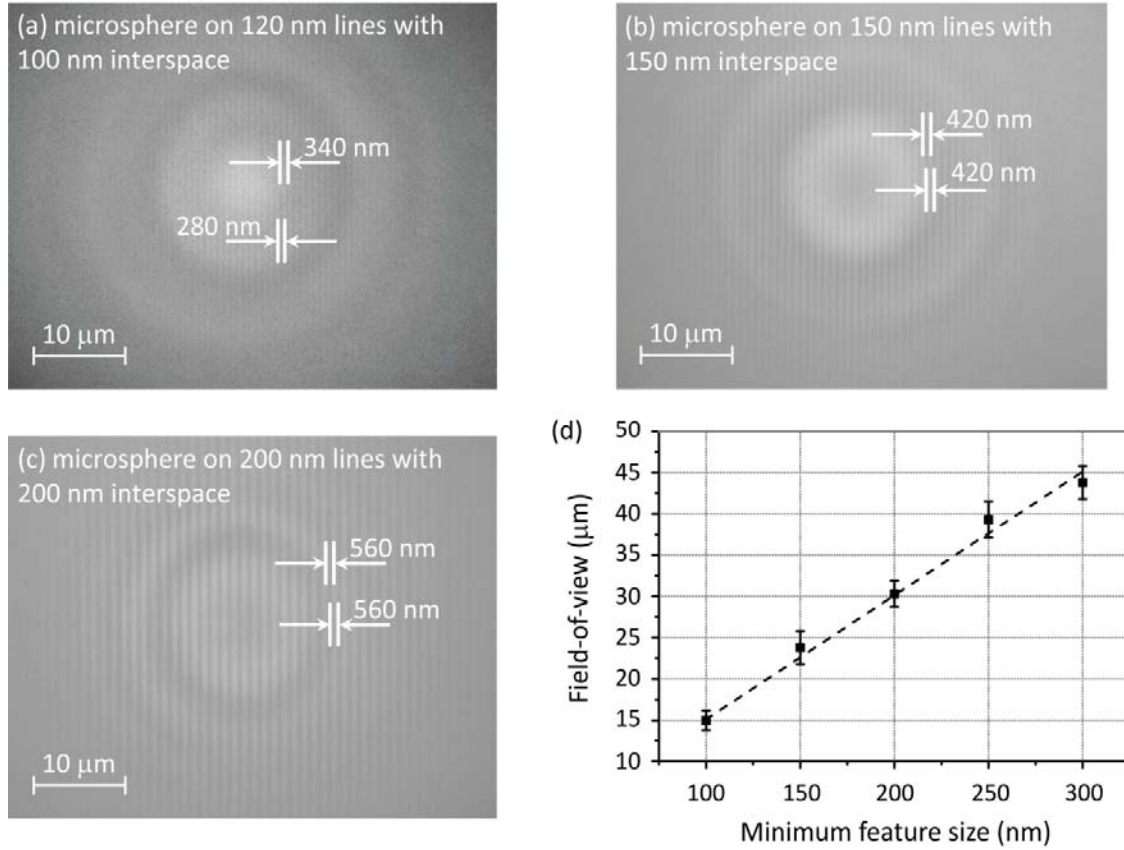 (a) microsphere on 120 nm lines with
100 nm interspace
340 nm
280 nm
10 μm
(b) microsphere on 150 nm lines with
150 nm interspace
420 nm
420 nm
10 μm
(c) microsphere on 200 nm lines with
200 nm interspace
560 nm
560 nm
10 μm
(d)
Field-of-view (μm)
50
45
40
35
30
25
20
15
10
100 150 200 250 300
Minimum feature size (nm)